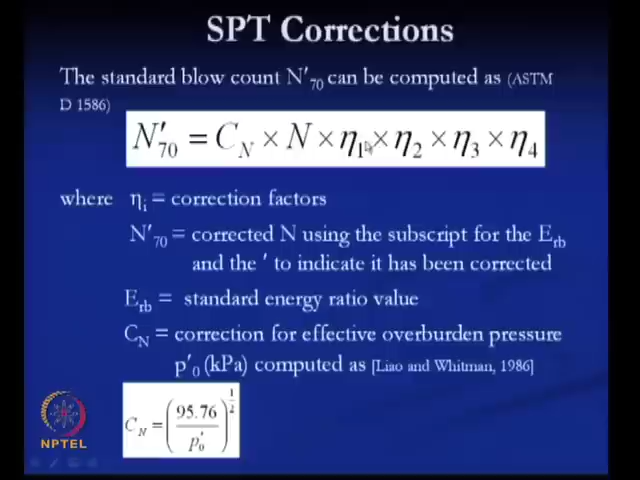 SPT Corrections
The standard blow count N′70 can be computed as (ASTM
D 1586)
N′70 = CN × N × η1 × η2 × η3 × η4
where ηi = correction factors
N′70 = corrected N using the subscript for the Erb
and the ′ to indicate it has been corrected
Erb = standard energy ratio value
CN = correction for effective overburden pressure
p′0 (kPa) computed as [Liao and Whitman, 1986]
CN = (95.76 / p′0)^1/2
NPTEL